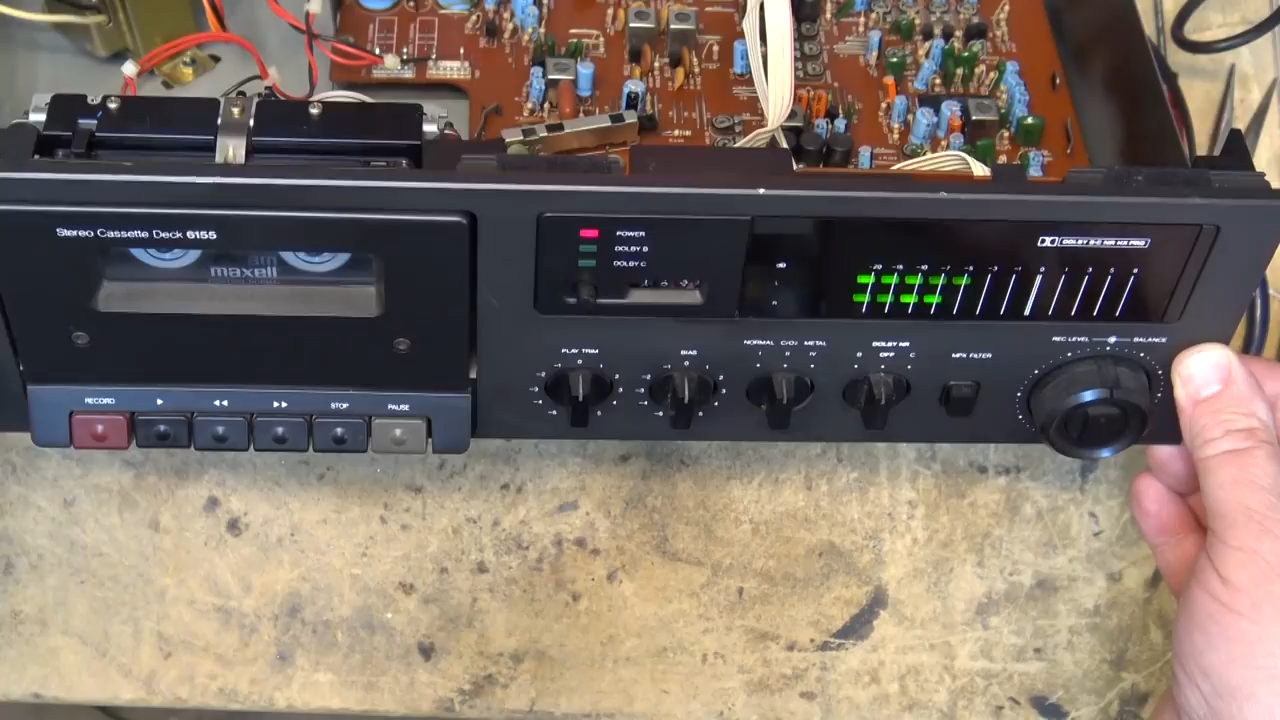 Stereo Cassette Deck 6155
maxell
POWER
DOLBY B
DOLBY C
dB
L
R
DOLBY B-C NR HX PRO
-20 -15 -10 -7 -5 -3 -1 0 1 3 5 8
REC LEVEL BALANCE
PLAY TRIM
BIAS
NORMAL CrO2 METAL
I II IV
DOLBY NR
B OFF C
MPX FILTER
RECORD
STOP
PAUSE